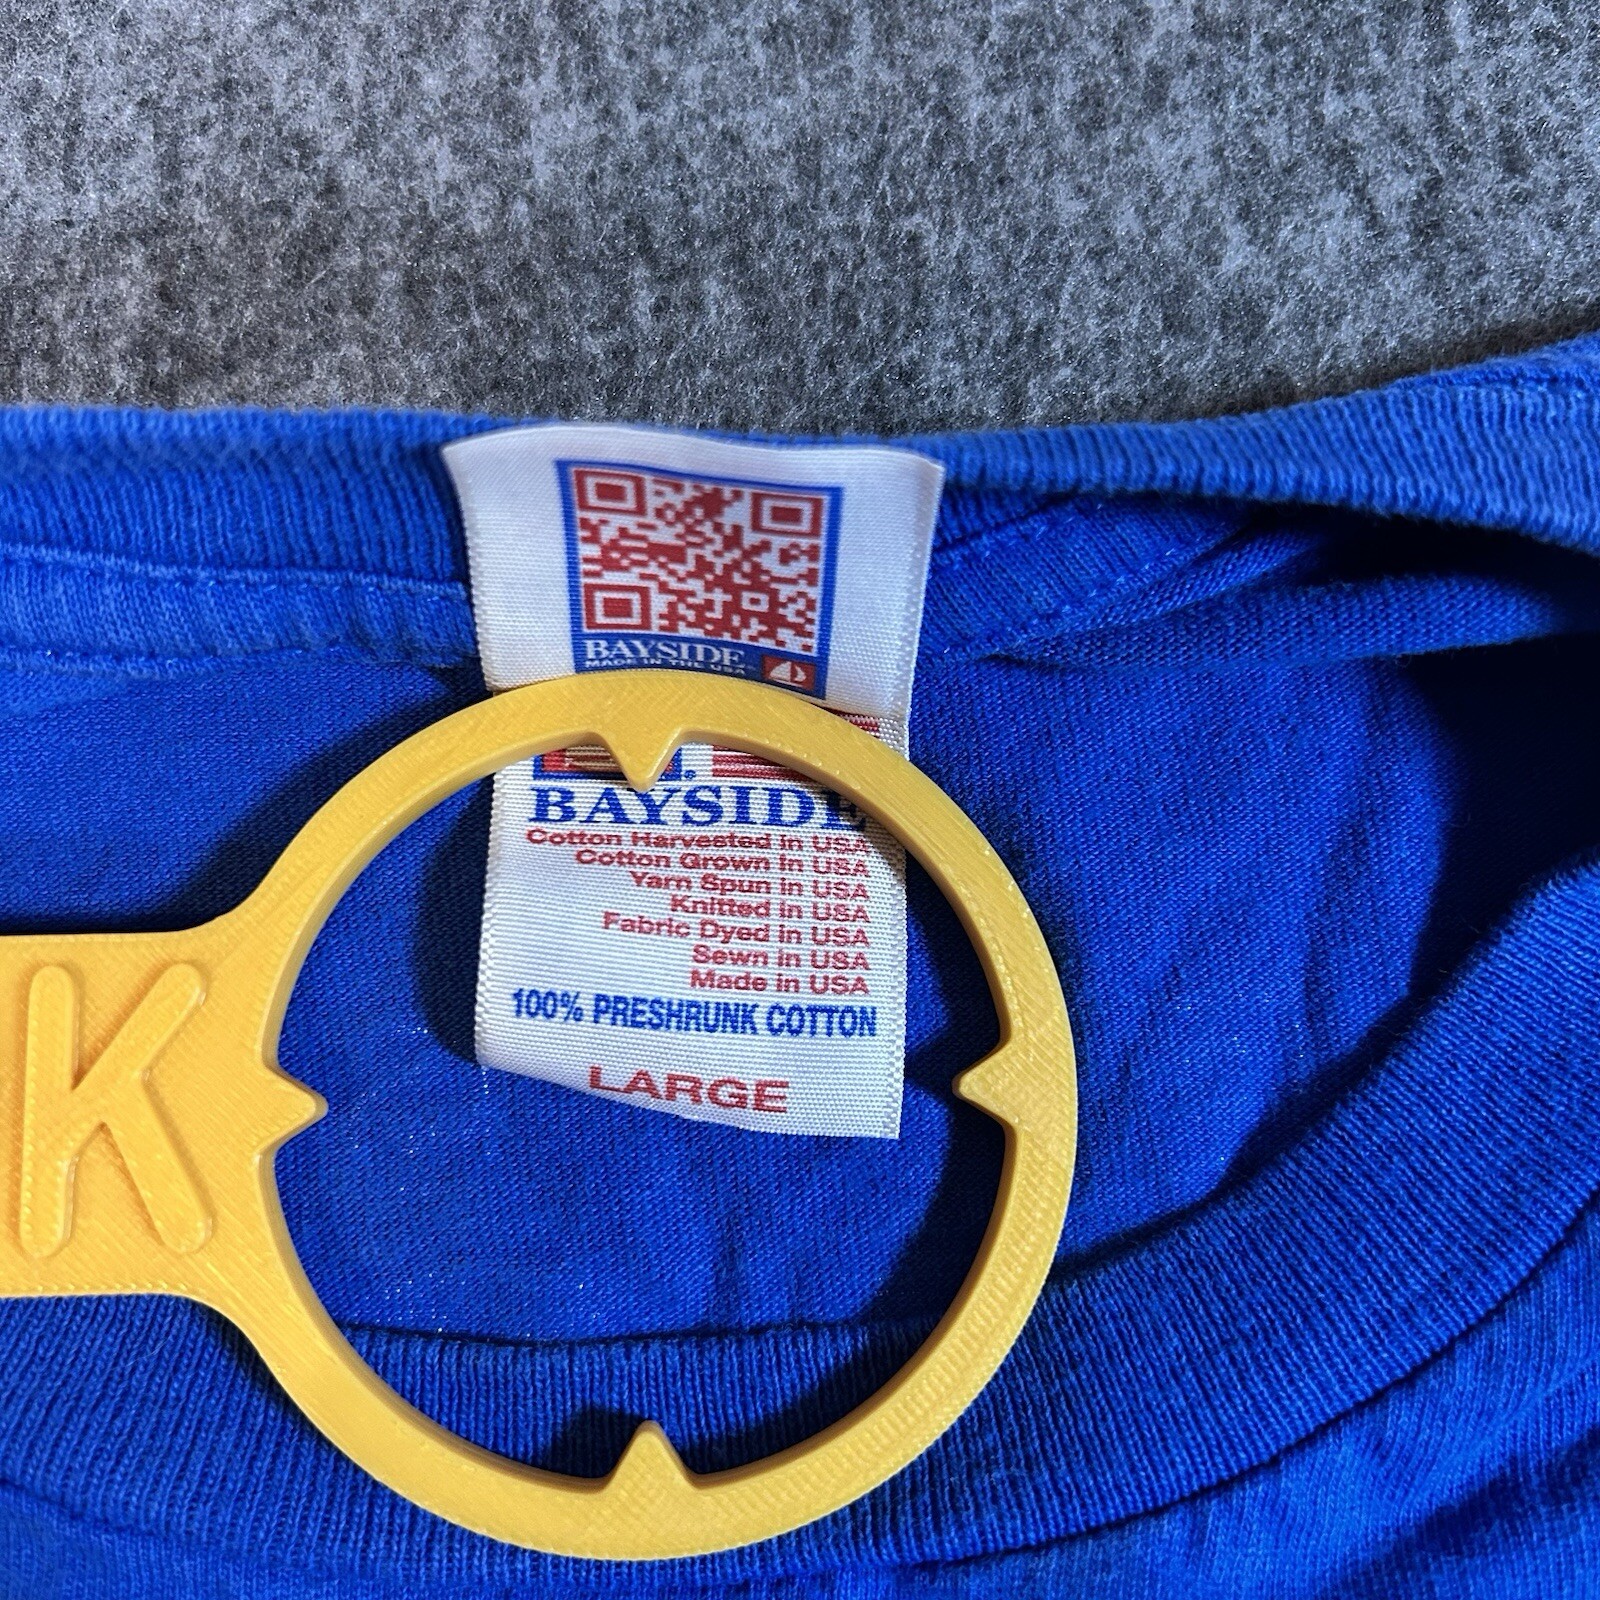 BAYSIDE
MADE IN THE USA
BAYSIDE
Cotton Harvested in USA
Cotton Grown in USA
Yarn Spun in USA
Knitted in USA
Fabric Dyed in USA
Sewn in USA
Made in USA
100% PRESHRUNK COTTON
LARGE
K